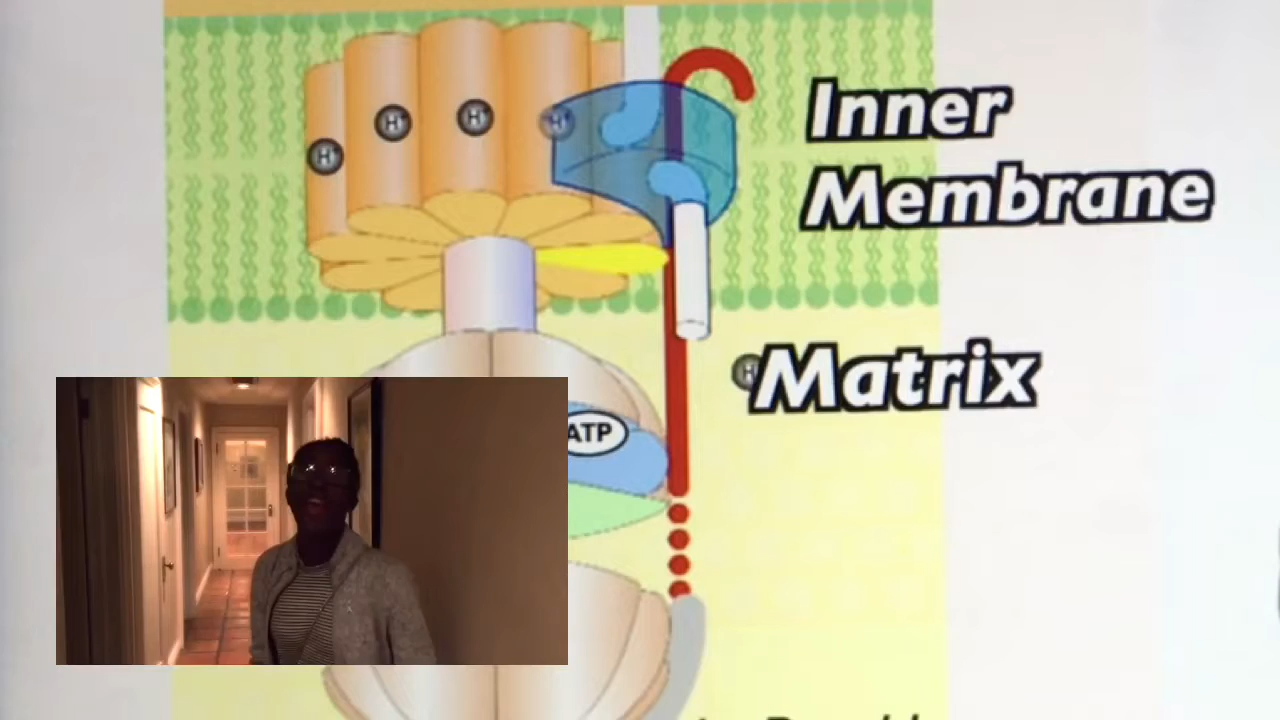 H⁺
H⁺
H⁺
H⁺
Inner
Membrane
H
Matrix
ATP